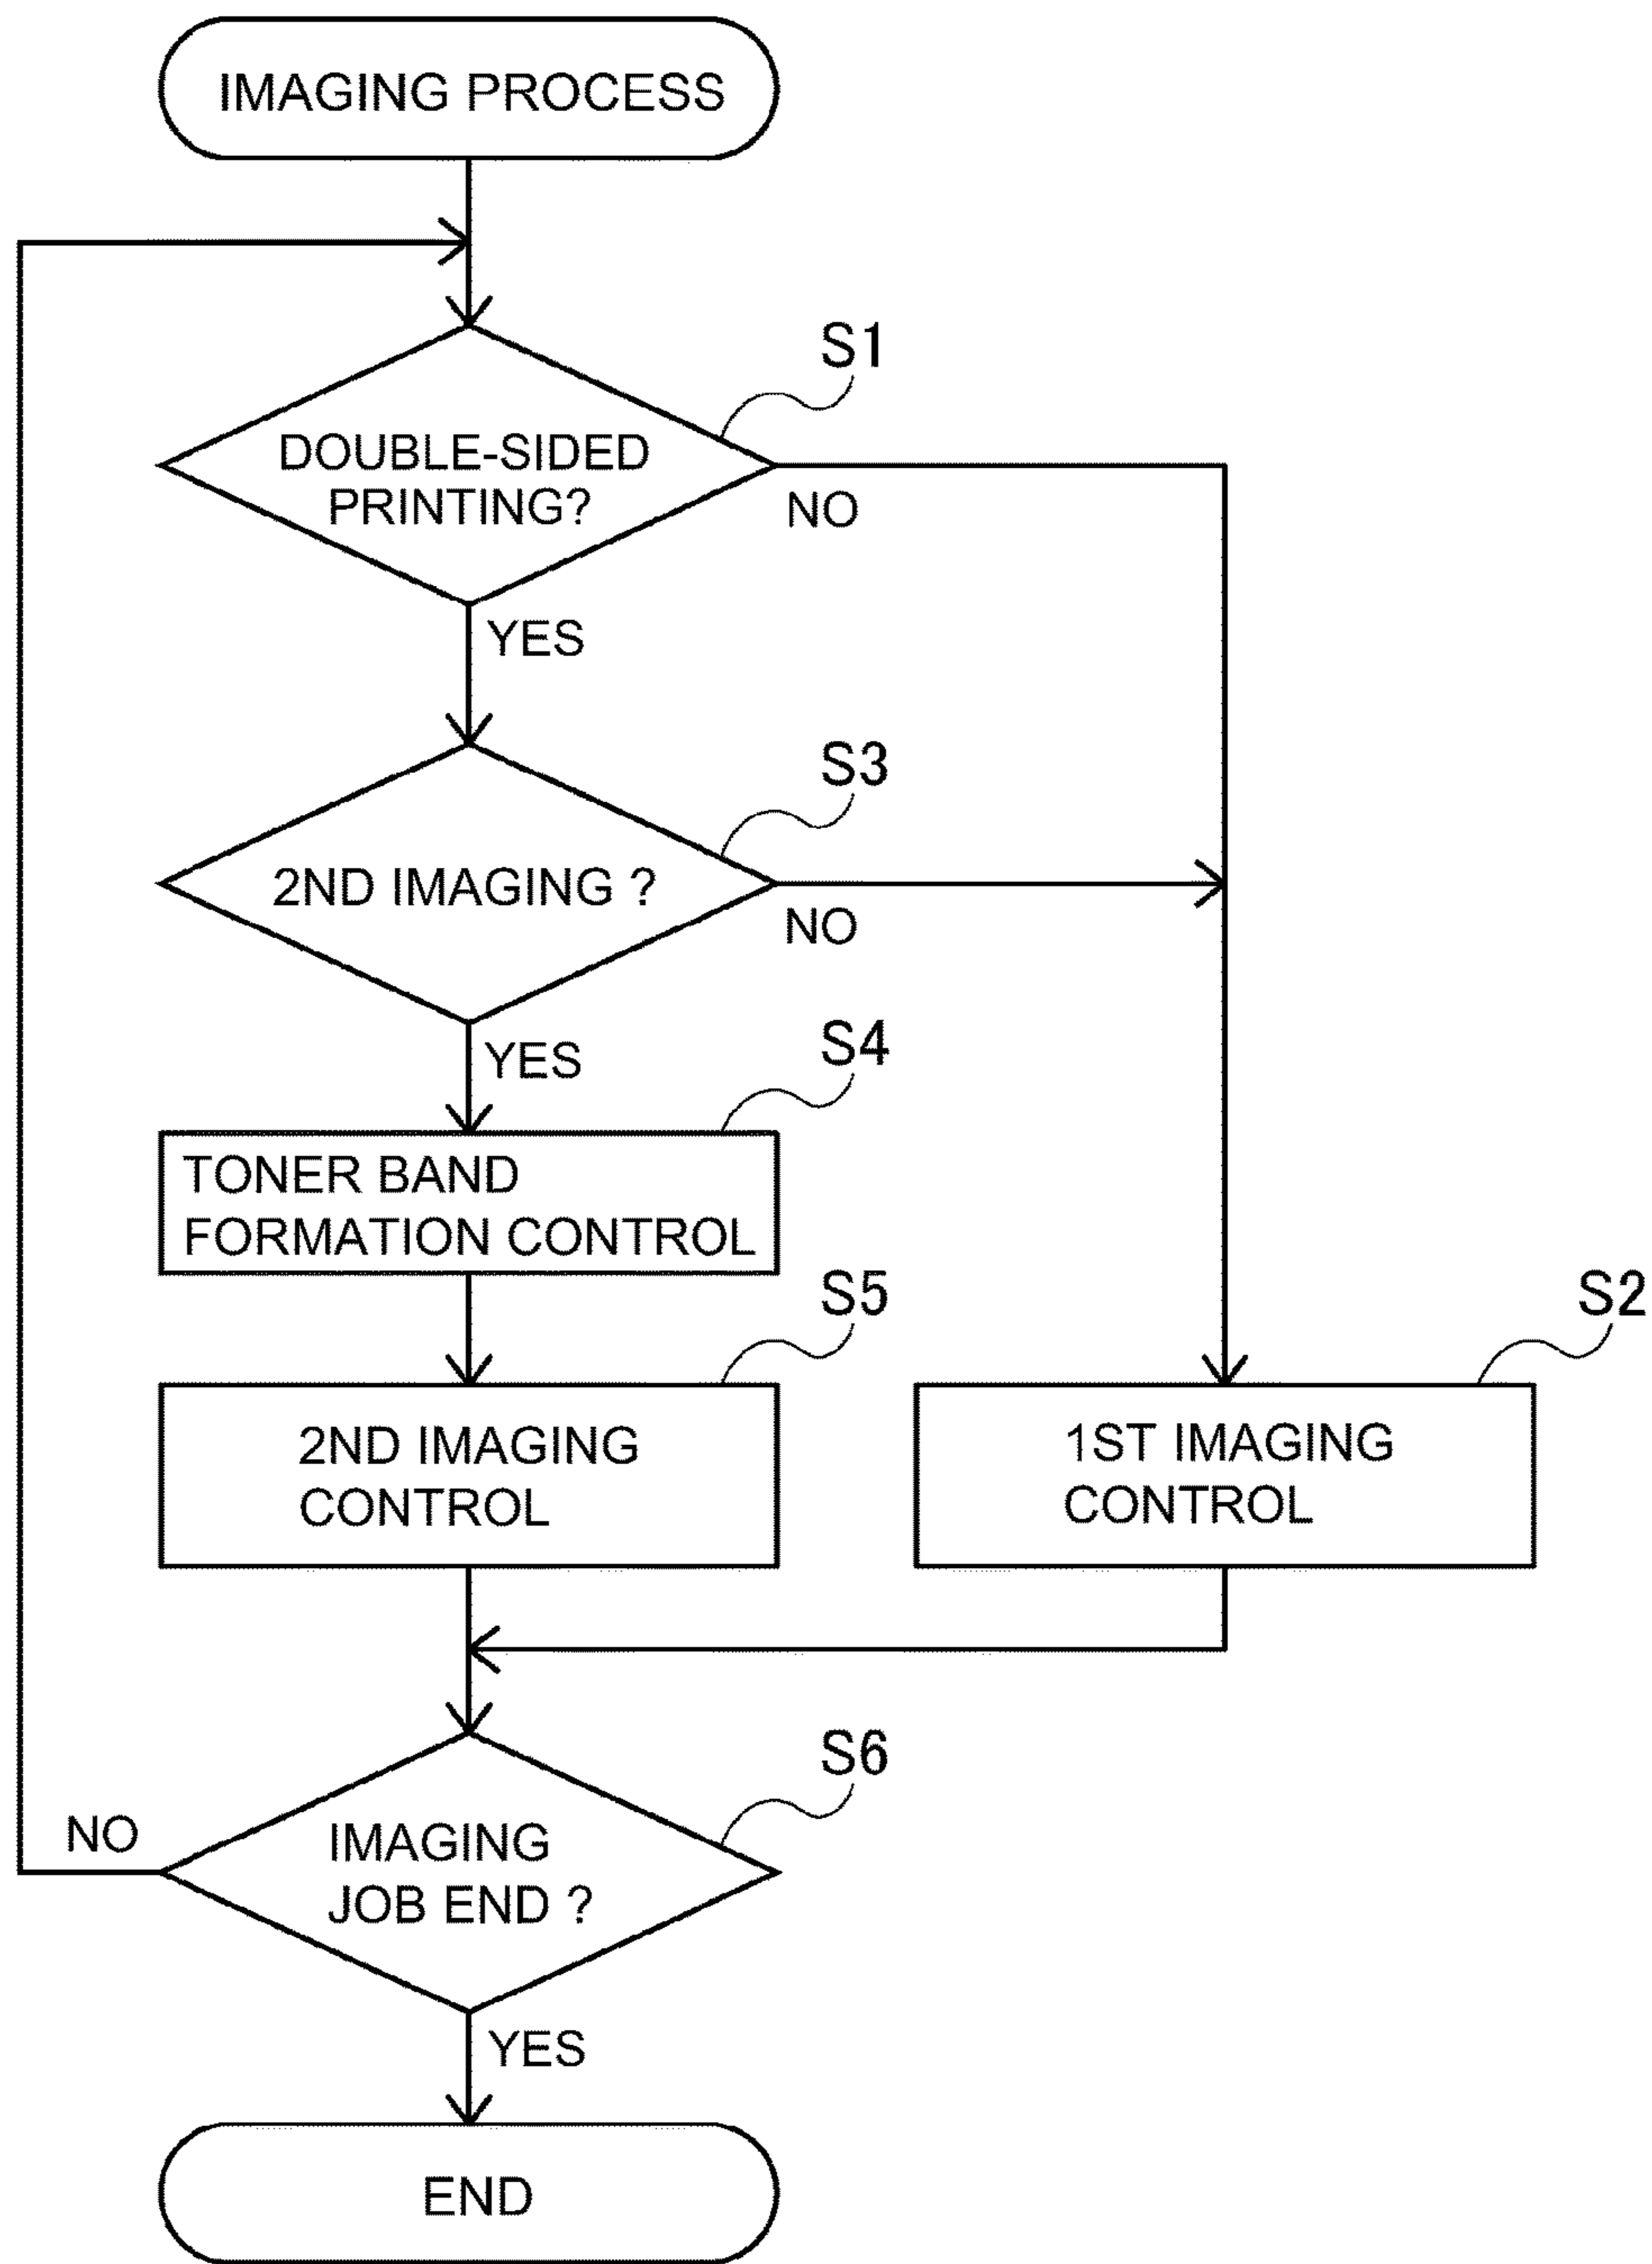 IMAGING PROCESS
S1
DOUBLE-SIDED
PRINTING?
NO
YES
S3
2ND IMAGING ?
NO
YES
S4
TONER BAND
FORMATION CONTROL
S5
S2
2ND IMAGING
CONTROL
1ST IMAGING
CONTROL
S6
NO
IMAGING
JOB END ?
YES
END